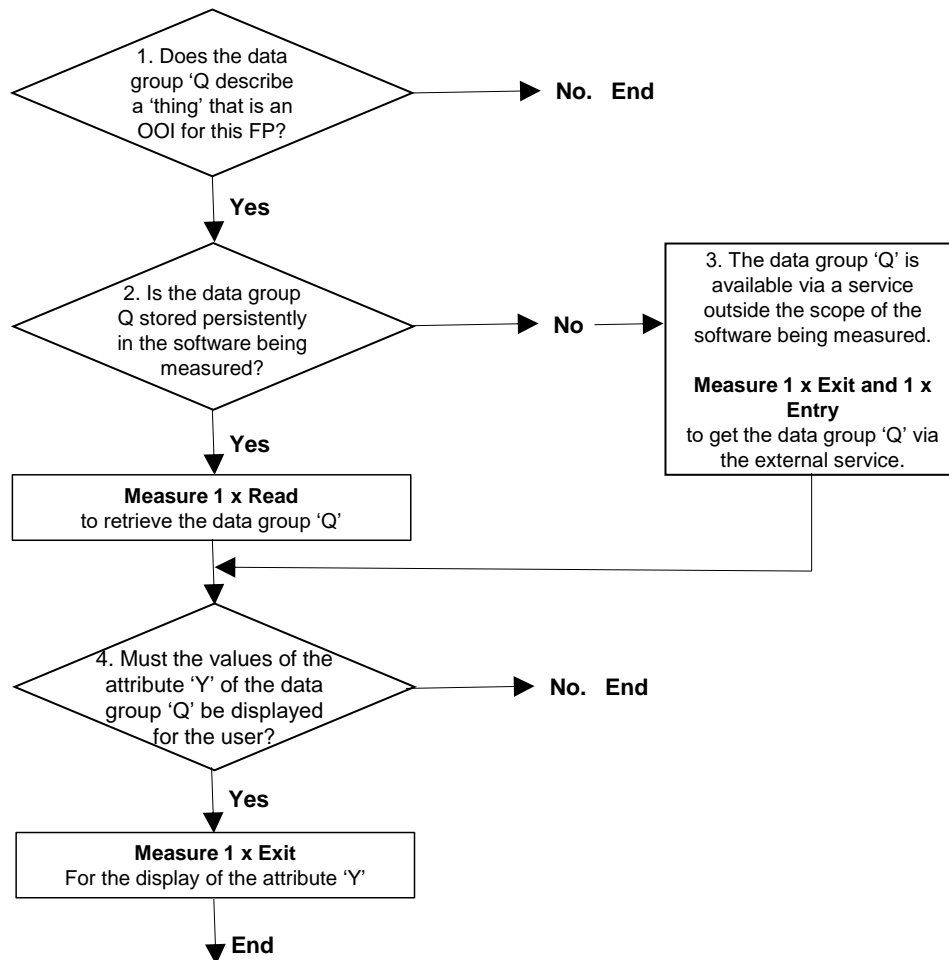 1. Does the data
group ‘Q describe
a ‘thing’ that is an
OOI for this FP?
No. End
Yes
2. Is the data group
Q stored persistently
in the software being
measured?
No
3. The data group ‘Q’ is
available via a service
outside the scope of the
software being measured.
Measure 1 x Exit and 1 x
Entry
to get the data group ‘Q’ via
the external service.
Yes
Measure 1 x Read
to retrieve the data group ‘Q’
4. Must the values of the
attribute ‘Y’ of the data
group ‘Q’ be displayed
for the user?
No. End
Yes
Measure 1 x Exit
For the display of the attribute ‘Y’
End